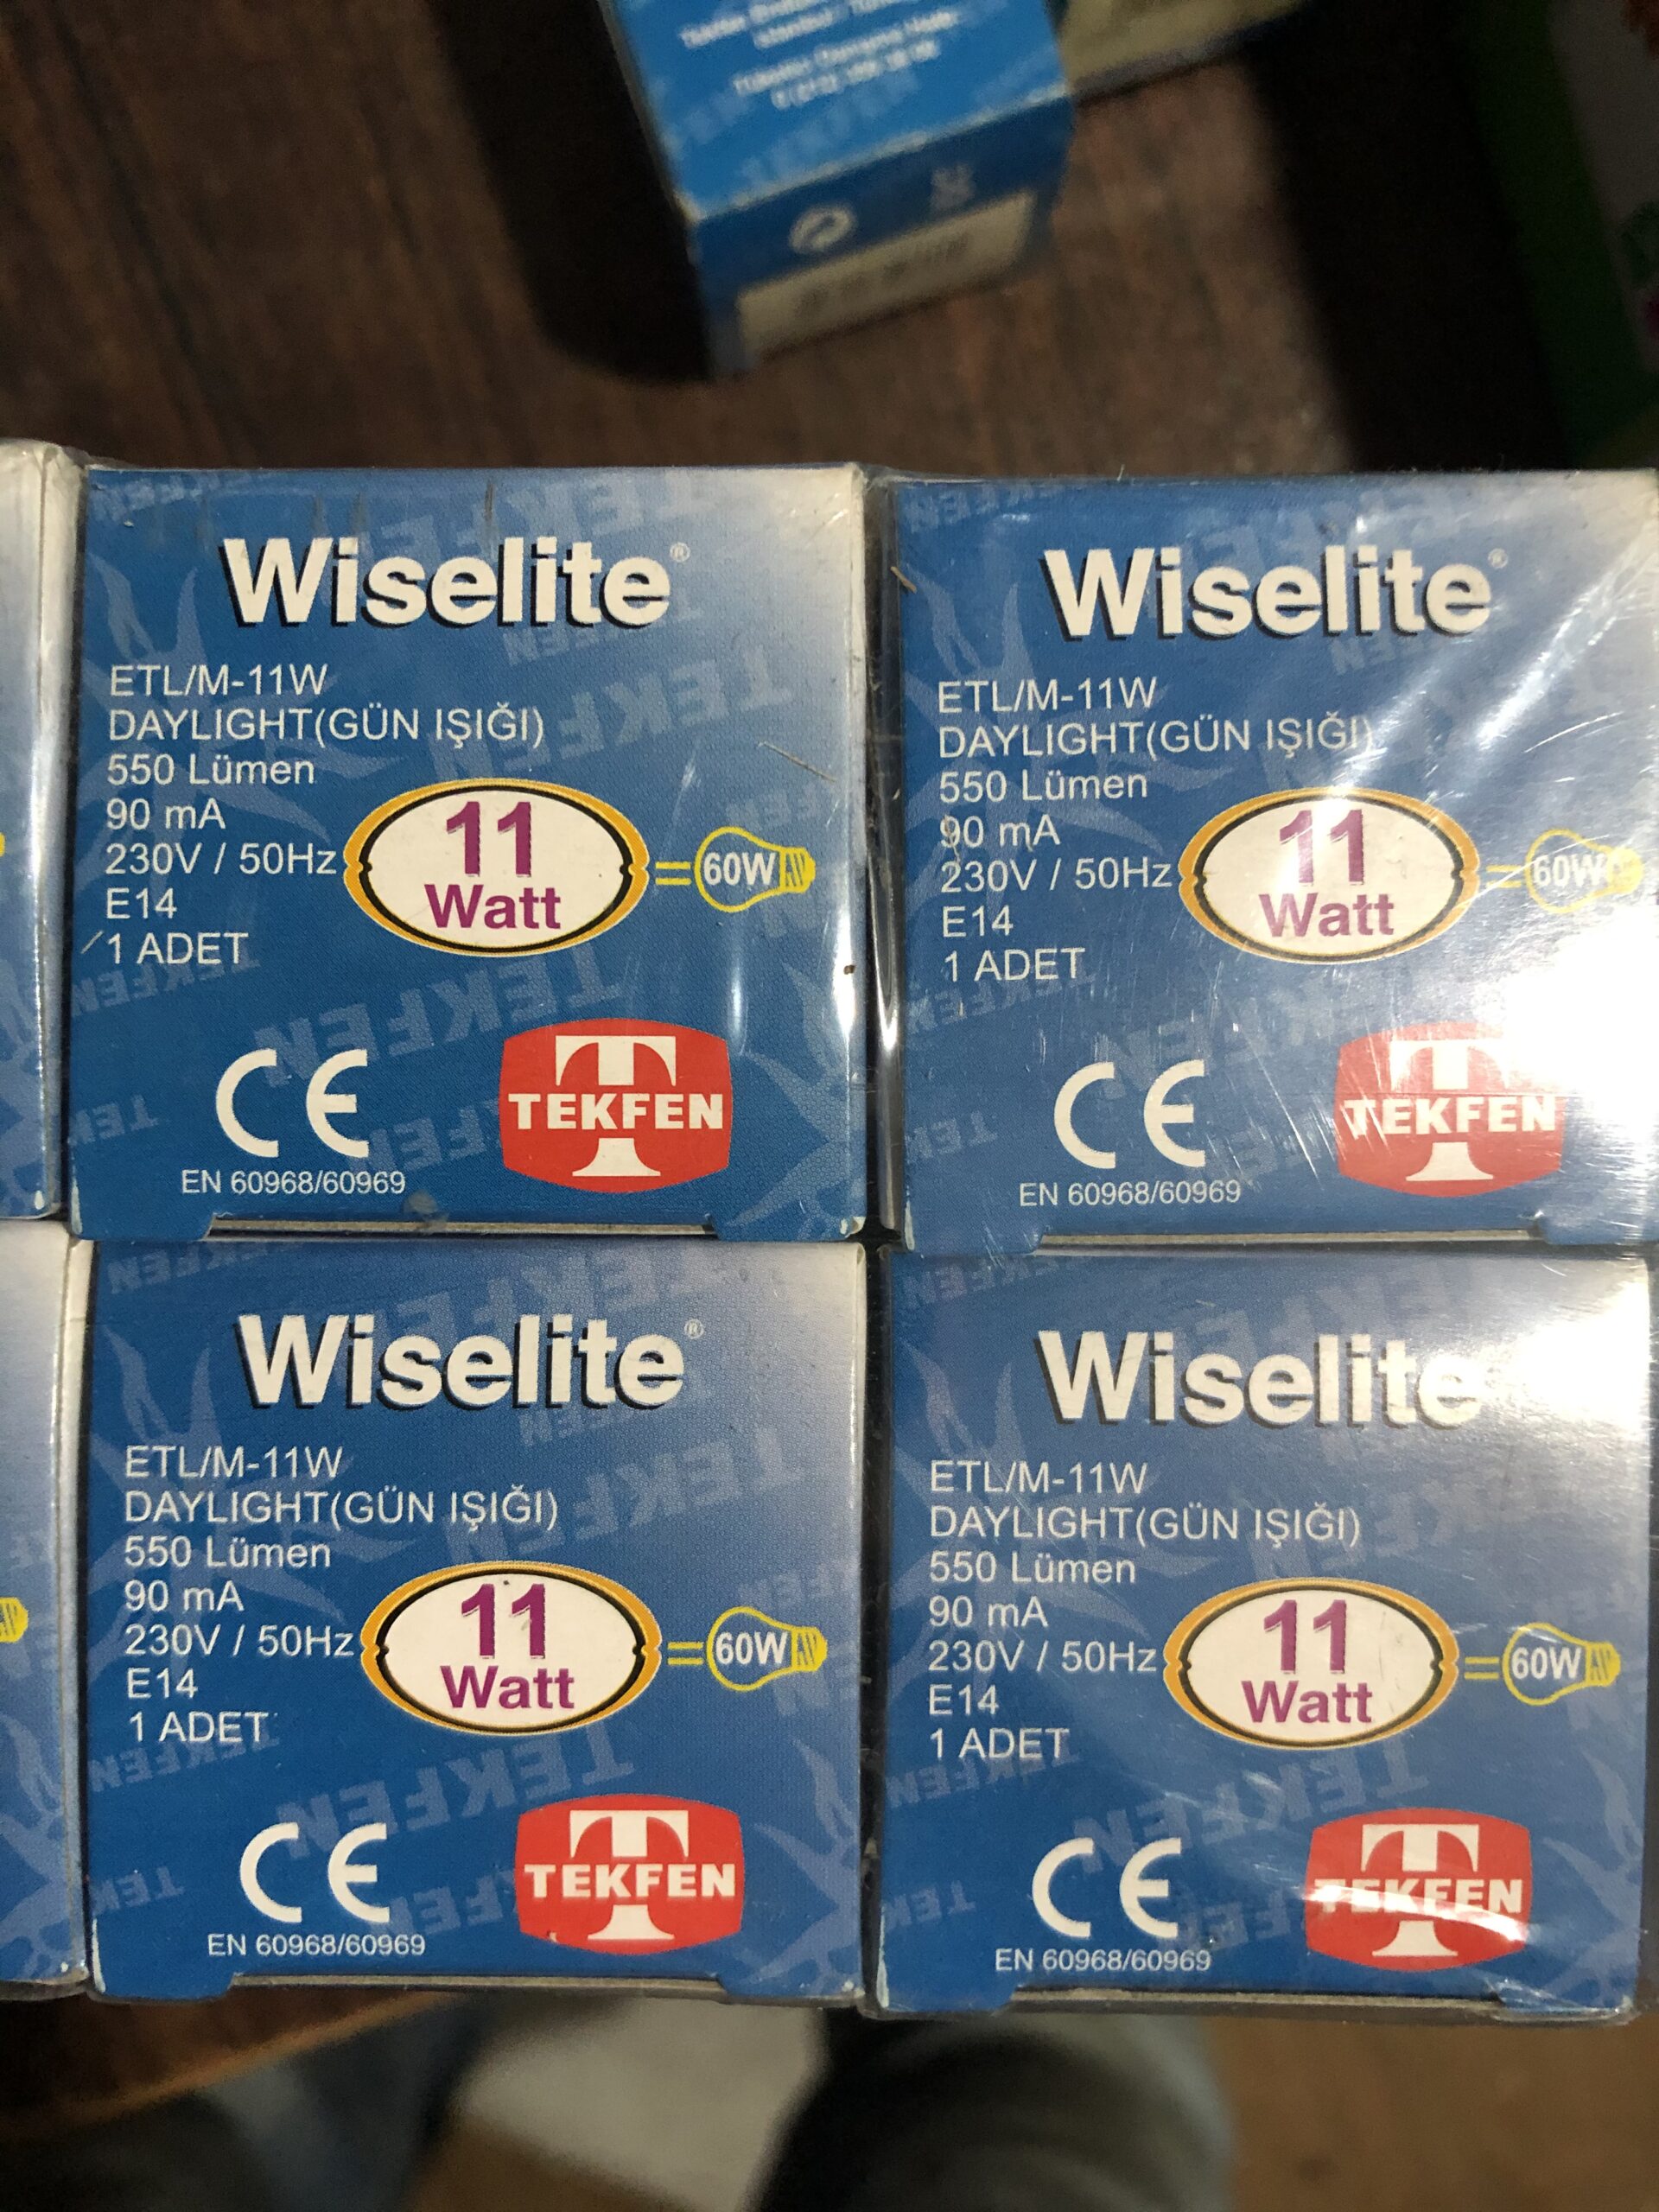 Wiselite®
ETL/M-11W
DAYLIGHT(GÜN IŞIĞI)
550 Lümen
90 mA
230V / 50Hz
E14
1 ADET
11
Watt
=
60W
CE
EN 60968/60969
T
TEKFEN
Wiselite®
ETL/M-11W
DAYLIGHT(GÜN IŞIĞI)
550 Lümen
90 mA
230V / 50Hz
E14
1 ADET
11
Watt
=
60W
CE
EN 60968/60969
T
TEKFEN
Wiselite®
ETL/M-11W
DAYLIGHT(GÜN IŞIĞI)
550 Lümen
90 mA
230V / 50Hz
E14
1 ADET
11
Watt
=
60W
CE
EN 60968/60969
T
TEKFEN
Wiselite
ETL/M-11W
DAYLIGHT(GÜN IŞIĞI)
550 Lümen
90 mA
230V / 50Hz
E14
1 ADET
11
Watt
=
60W
CE
EN 60968/60969
T
TEKFEN